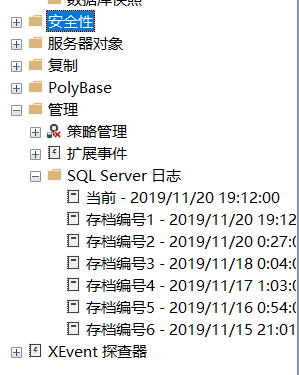 数据库快照
安全性
服务器对象
复制
PolyBase
管理
策略管理
扩展事件
SQL Server 日志
当前 - 2019/11/20 19:12:00
存档编号1 - 2019/11/20 19:12
存档编号2 - 2019/11/20 0:27:0
存档编号3 - 2019/11/18 0:04:0
存档编号4 - 2019/11/17 1:03:0
存档编号5 - 2019/11/16 0:54:0
存档编号6 - 2019/11/15 21:01
XEvent 探查器